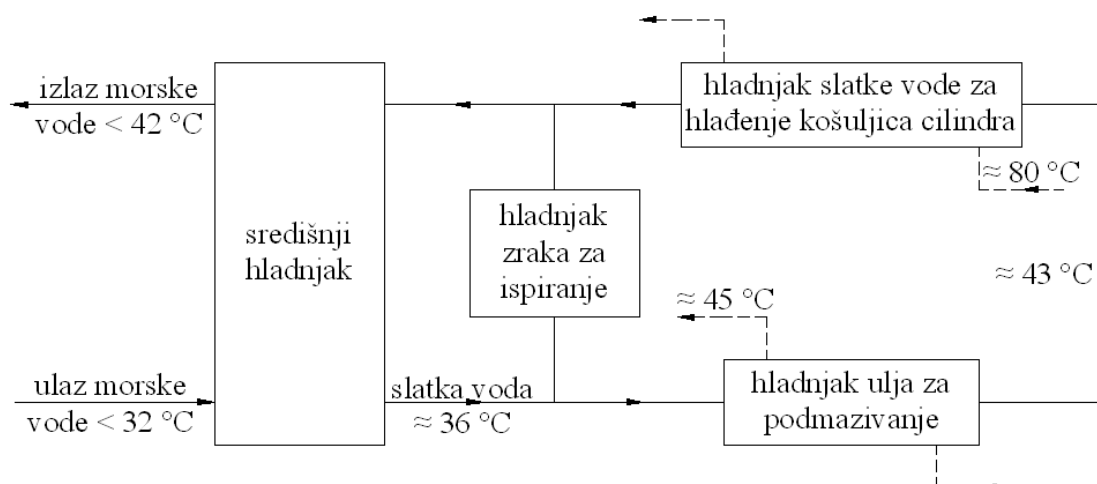 izlaz morske
vode < 42 °C
središnji
hladnjak
ulaz morske
vode < 32 °C
slatka voda
≈ 36 °C
hladnjak
zraka za
ispiranje
hladnjak slatke vode za
hlađenje košuljica cilindra
≈ 80 °C
≈ 43 °C
≈ 45 °C
hladnjak ulja za
podmazivanje